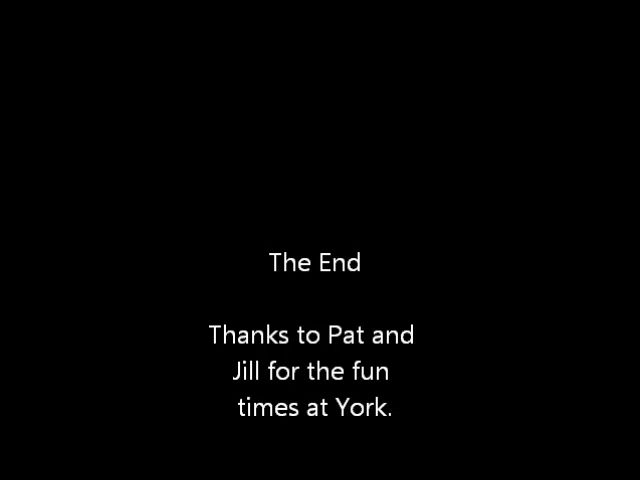 The End
Thanks to Pat and
Jill for the fun
times at York.